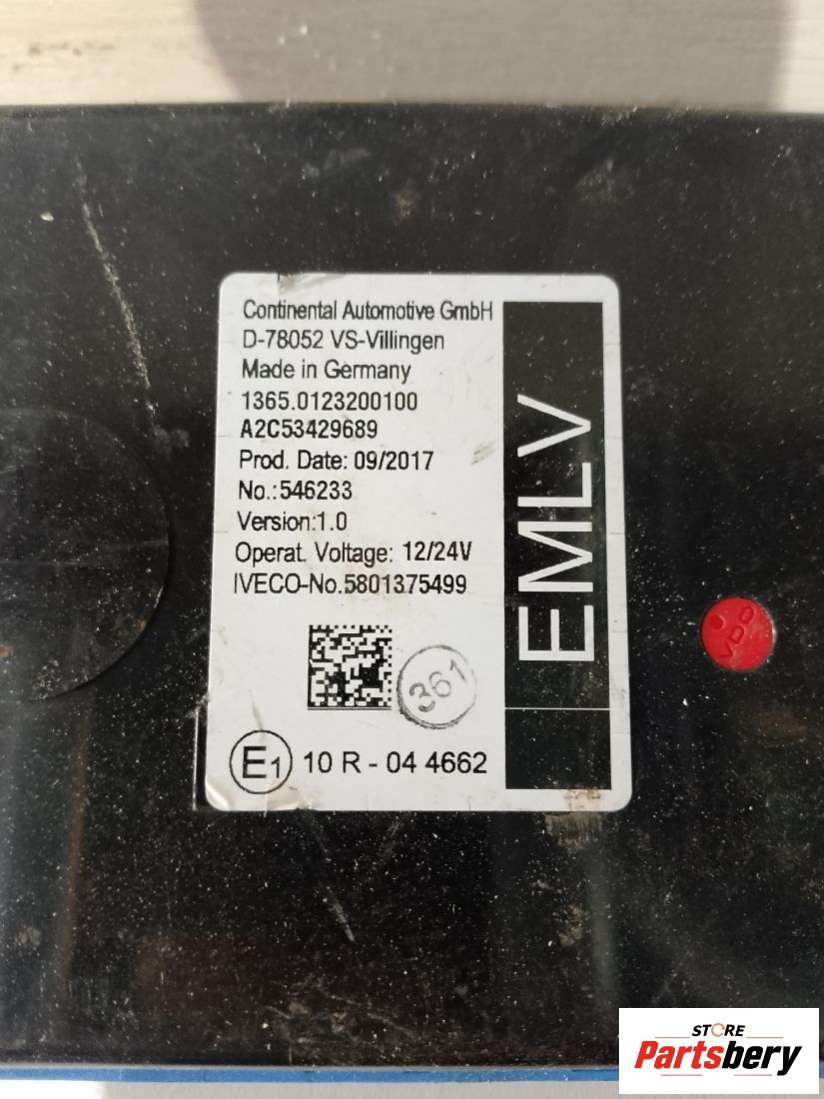 Continental Automotive GmbH
D-78052 VS-Villingen
Made in Germany
1365.0123200100
A2C53429689
Prod. Date: 09/2017
No.:546233
Version:1.0
Operat. Voltage: 12/24V
IVECO-No.5801375499
EMLV
361
E1 10 R - 04 4662
VDO
STORE
Partsbery